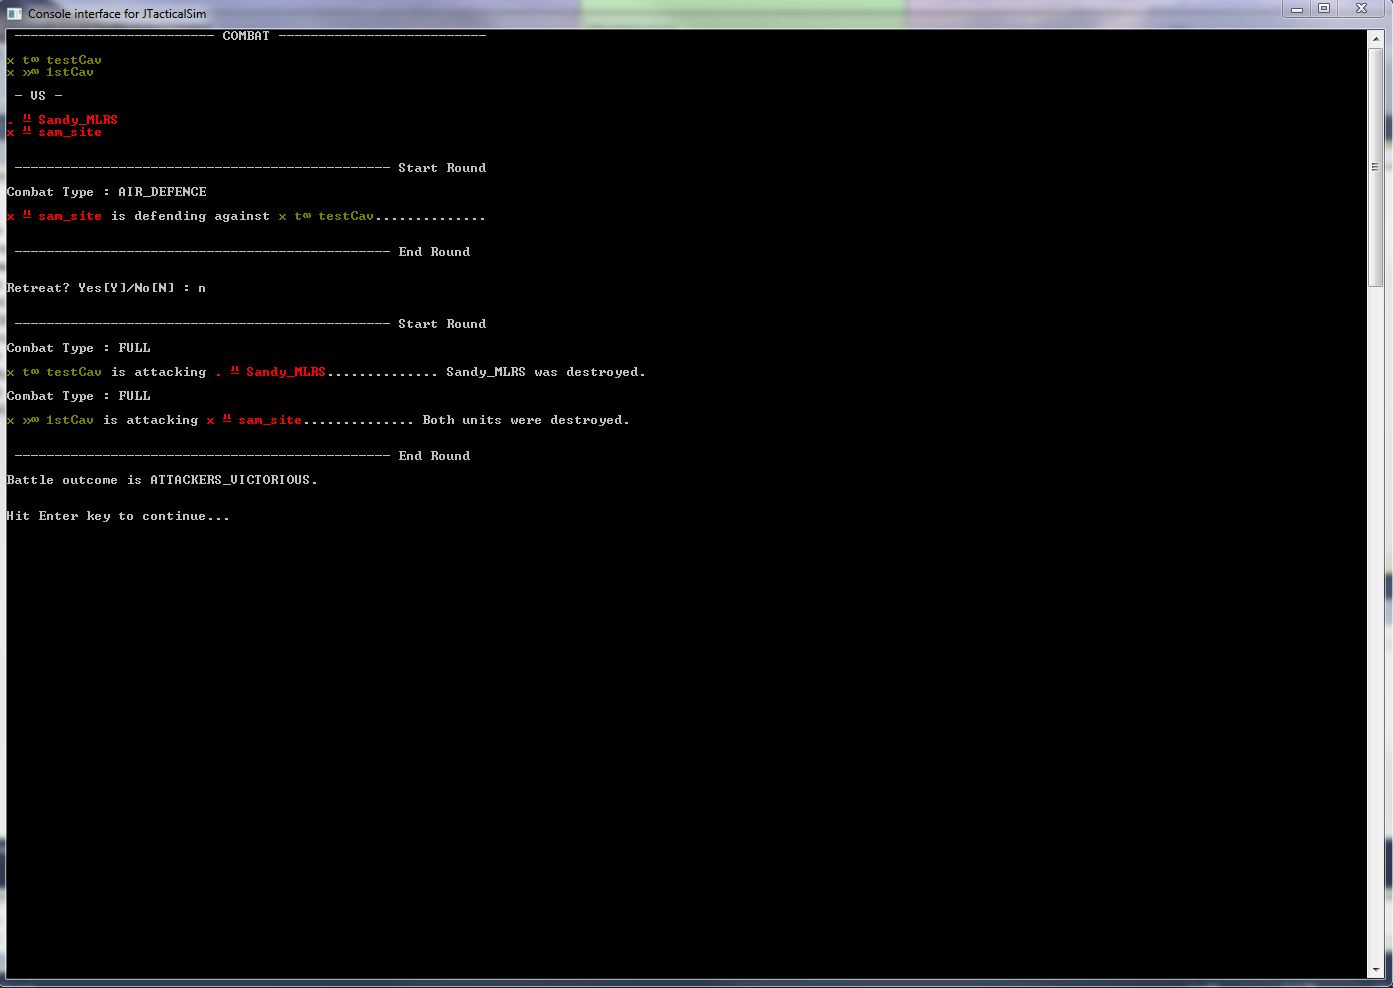 Console interface for JTacticalSim
------------------------- COMBAT --------------------------
x t∞ testCav
x »∞ 1stCav
- VS -
. ╨ Sandy_MLRS
x ╨ sam_site
----------------------------------------------- Start Round
Combat Type : AIR_DEFENCE
x ╨ sam_site is defending against x t∞ testCav..............
----------------------------------------------- End Round
Retreat? Yes[Y]/No[N] : n
----------------------------------------------- Start Round
Combat Type : FULL
x t∞ testCav is attacking . ╨ Sandy_MLRS.............. Sandy_MLRS was destroyed.
Combat Type : FULL
x »∞ 1stCav is attacking x ╨ sam_site.............. Both units were destroyed.
----------------------------------------------- End Round
Battle outcome is ATTACKERS_VICTORIOUS.
Hit Enter key to continue...